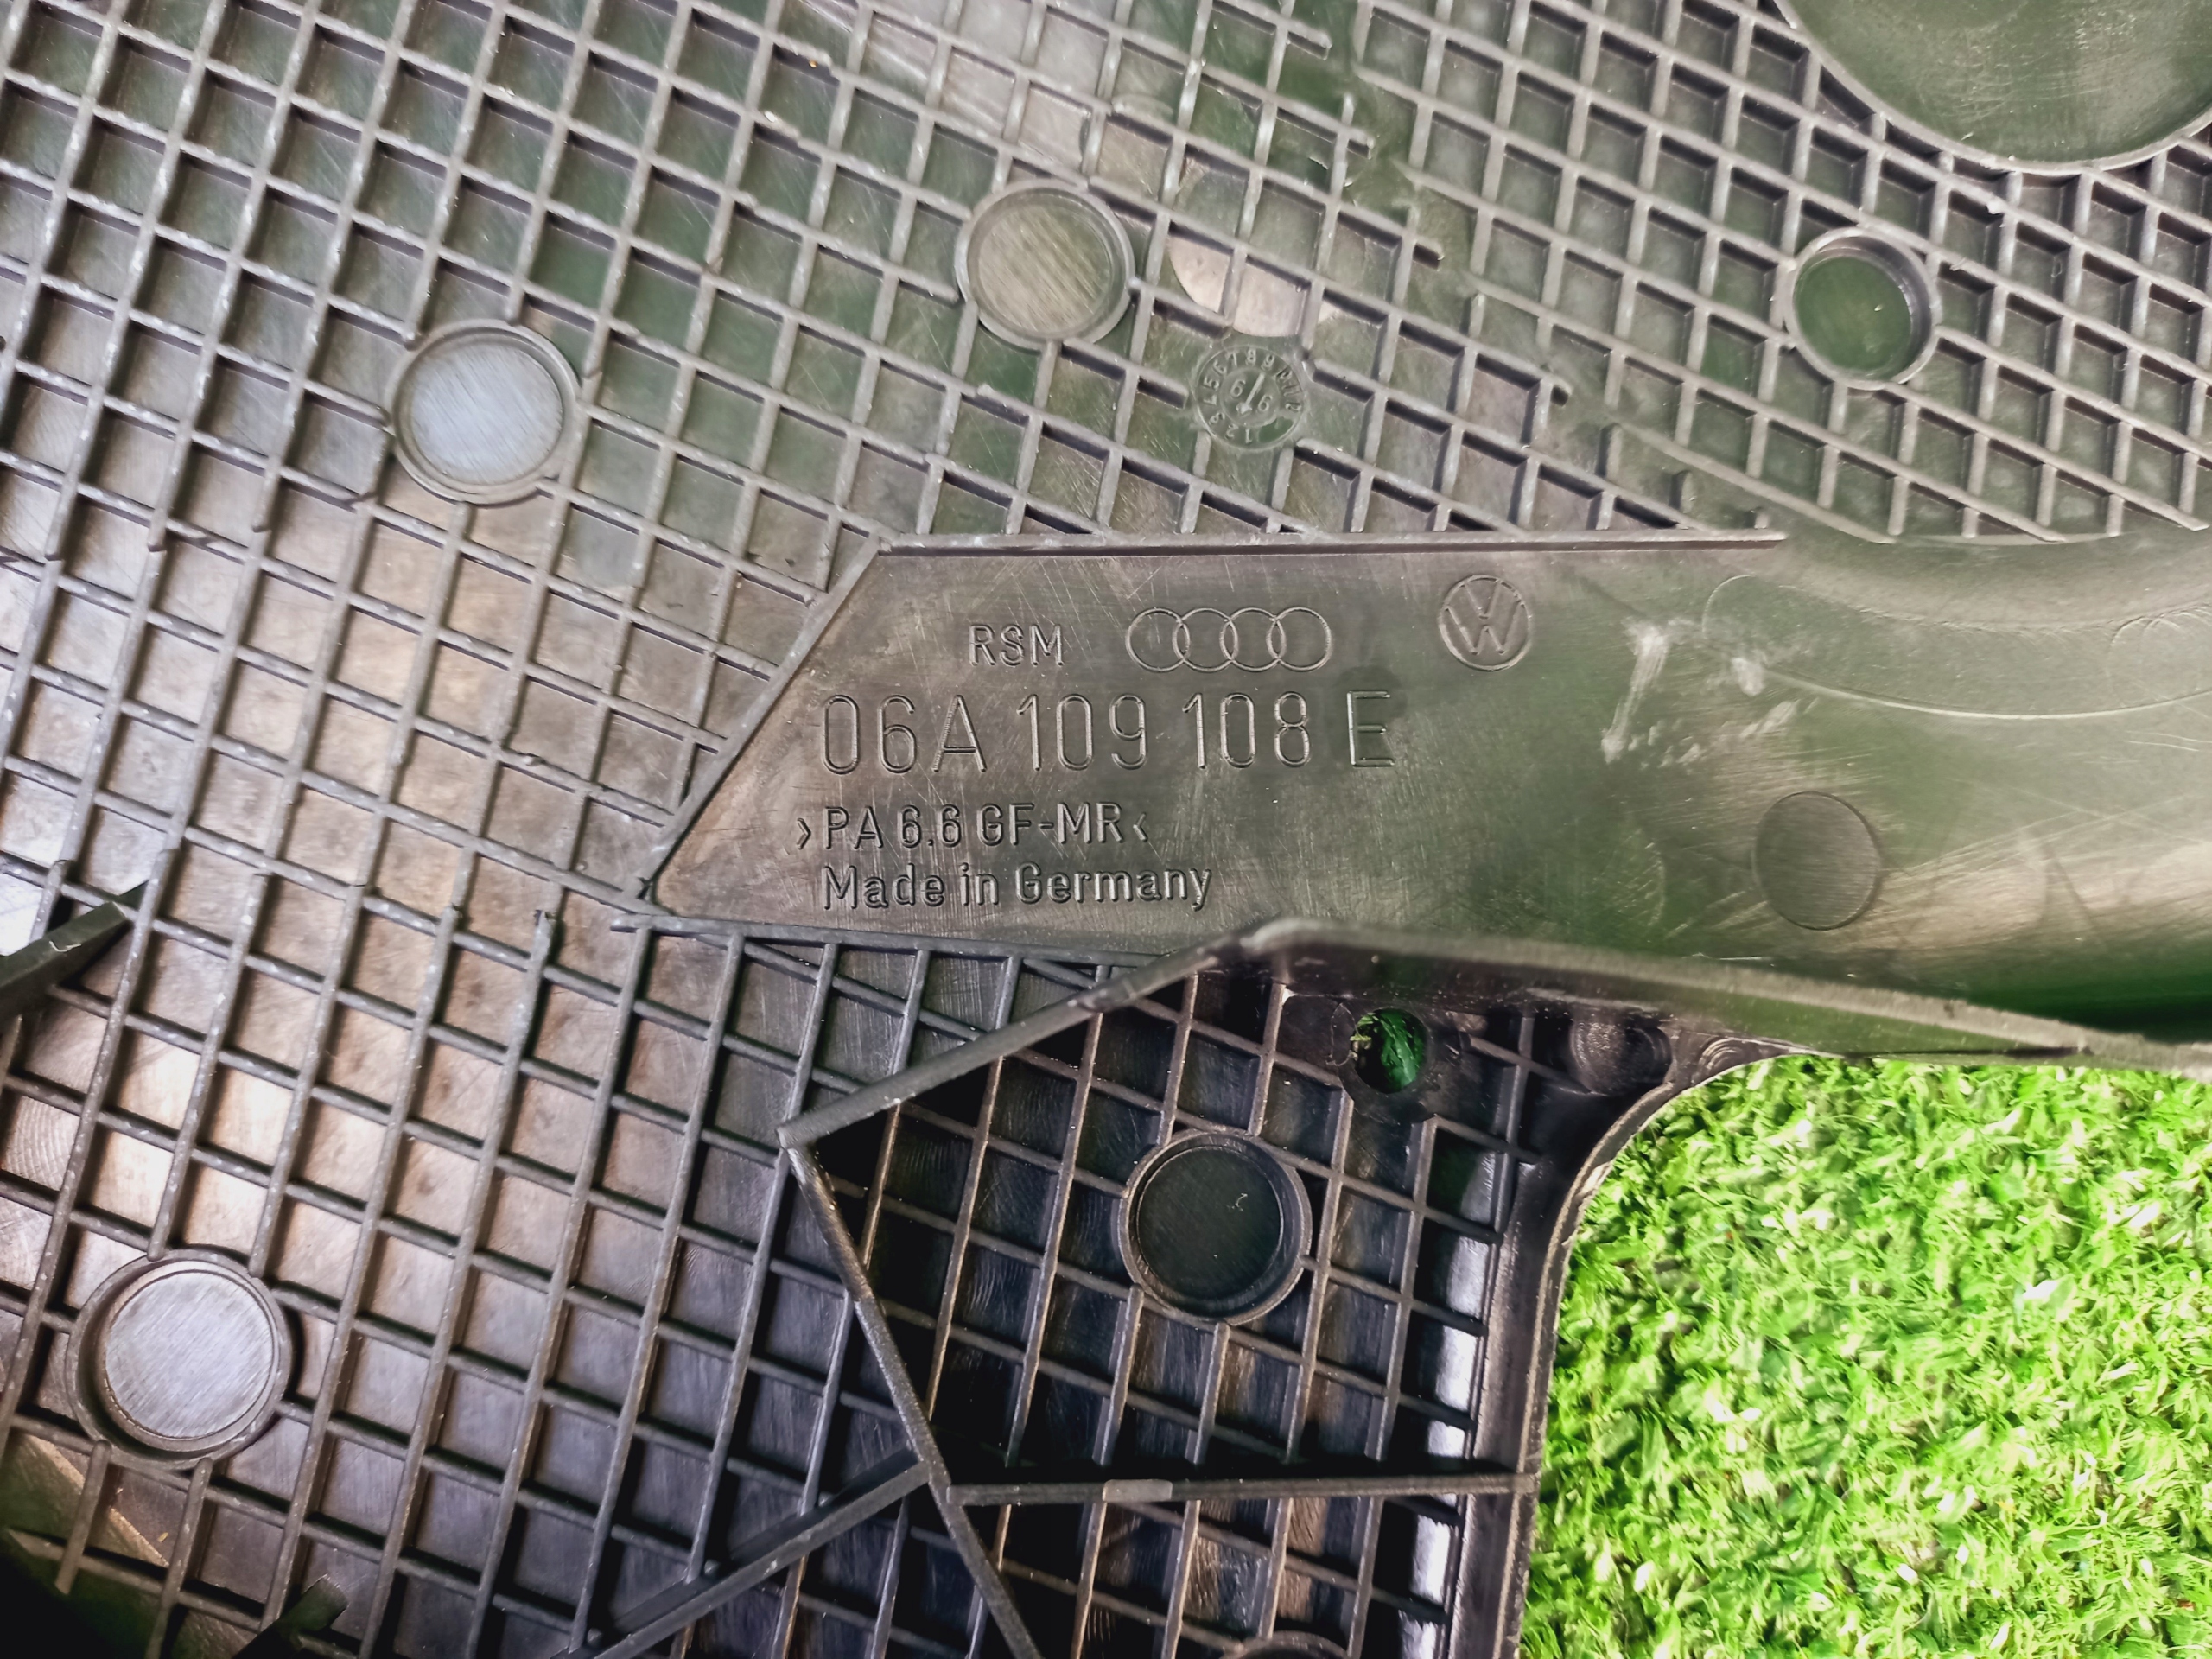 RSM
06A 109 108 E
>PA 6.6 GF-MR<
Made in Germany